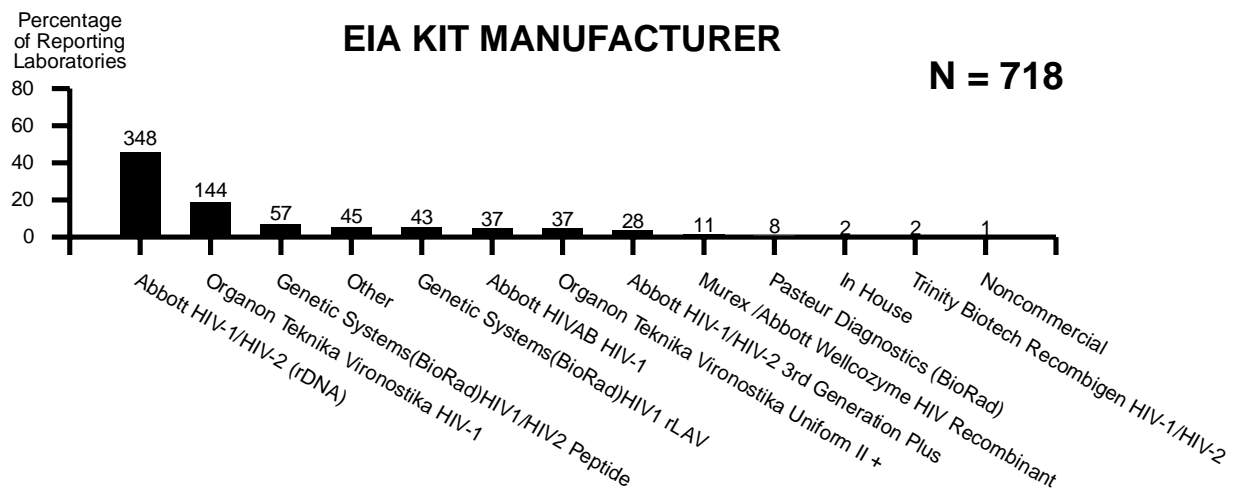 Percentage
of Reporting
Laboratories
EIA KIT MANUFACTURER
N = 718
80
60
40
20
0
348
144
57
45
43
37
37
28
11
8
2
2
1
Abbott HIV-1/HIV-2 (rDNA)
Organon Teknika Vironostika HIV-1
Genetic Systems(BioRad)HIV1/HIV2 Peptide
Other
Genetic Systems(BioRad)HIV1 rLAV
Abbott HIVAB HIV-1
Organon Teknika Vironostika Uniform II +
Abbott HIV-1/HIV-2 3rd Generation Plus
Murex /Abbott Wellcozyme HIV Recombinant
Pasteur Diagnostics (BioRad)
In House
Trinity Biotech Recombigen HIV-1/HIV-2
Noncommercial